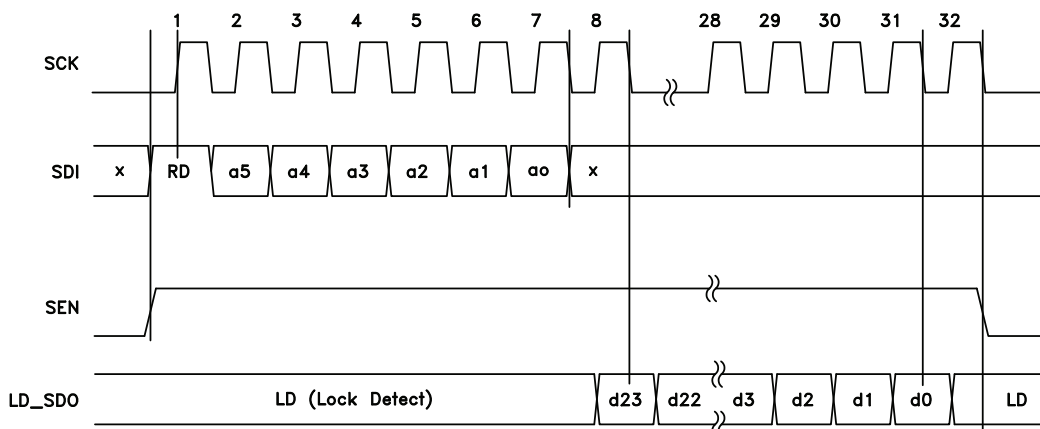 1 2 3 4 5 6 7 8 28 29 30 31 32
SCK
SDI x RD a5 a4 a3 a2 a1 ao x
SEN
LD_SDO LD (Lock Detect) d23 d22 d3 d2 d1 d0 LD